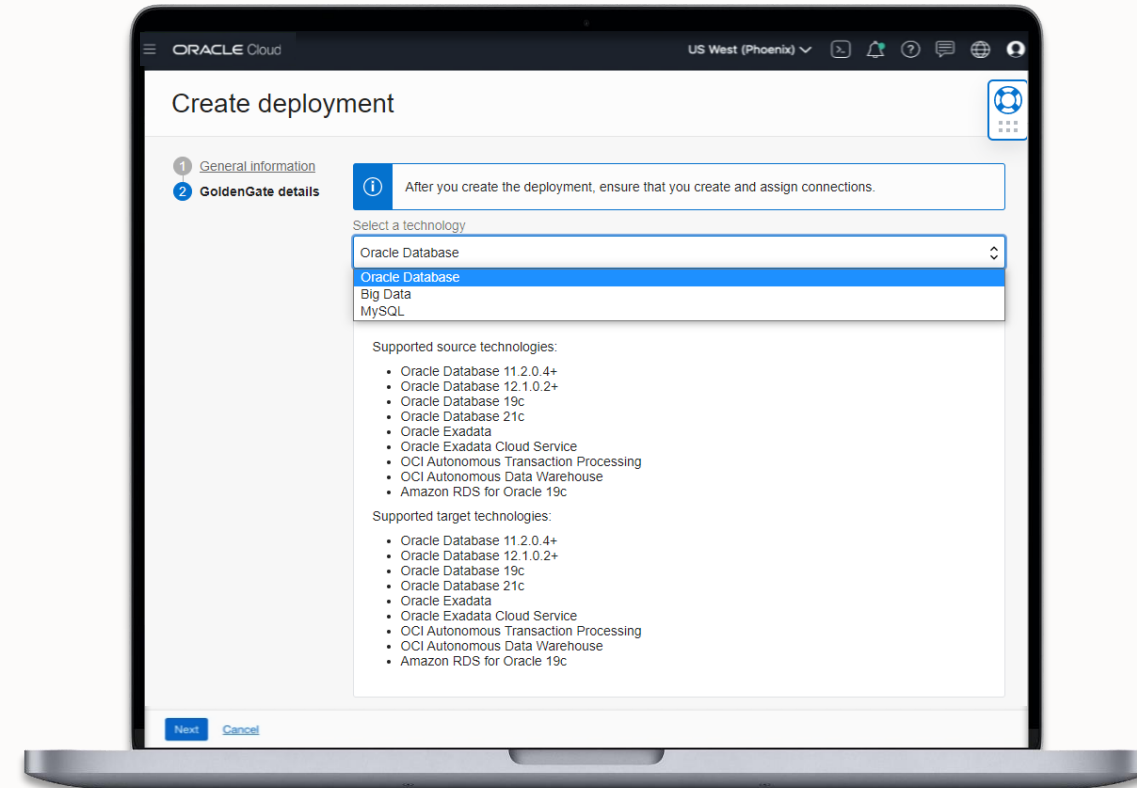 ORACLE Cloud
US West (Phoenix)
Create deployment
1 General information
2 GoldenGate details
After you create the deployment, ensure that you create and assign connections.
Select a technology
Oracle Database
Oracle Database
Big Data
MySQL
Supported source technologies:
• Oracle Database 11.2.0.4+
• Oracle Database 12.1.0.2+
• Oracle Database 19c
• Oracle Database 21c
• Oracle Exadata
• Oracle Exadata Cloud Service
• OCI Autonomous Transaction Processing
• OCI Autonomous Data Warehouse
• Amazon RDS for Oracle 19c
Supported target technologies:
• Oracle Database 11.2.0.4+
• Oracle Database 12.1.0.2+
• Oracle Database 19c
• Oracle Database 21c
• Oracle Exadata
• Oracle Exadata Cloud Service
• OCI Autonomous Transaction Processing
• OCI Autonomous Data Warehouse
• Amazon RDS for Oracle 19c
Next Cancel